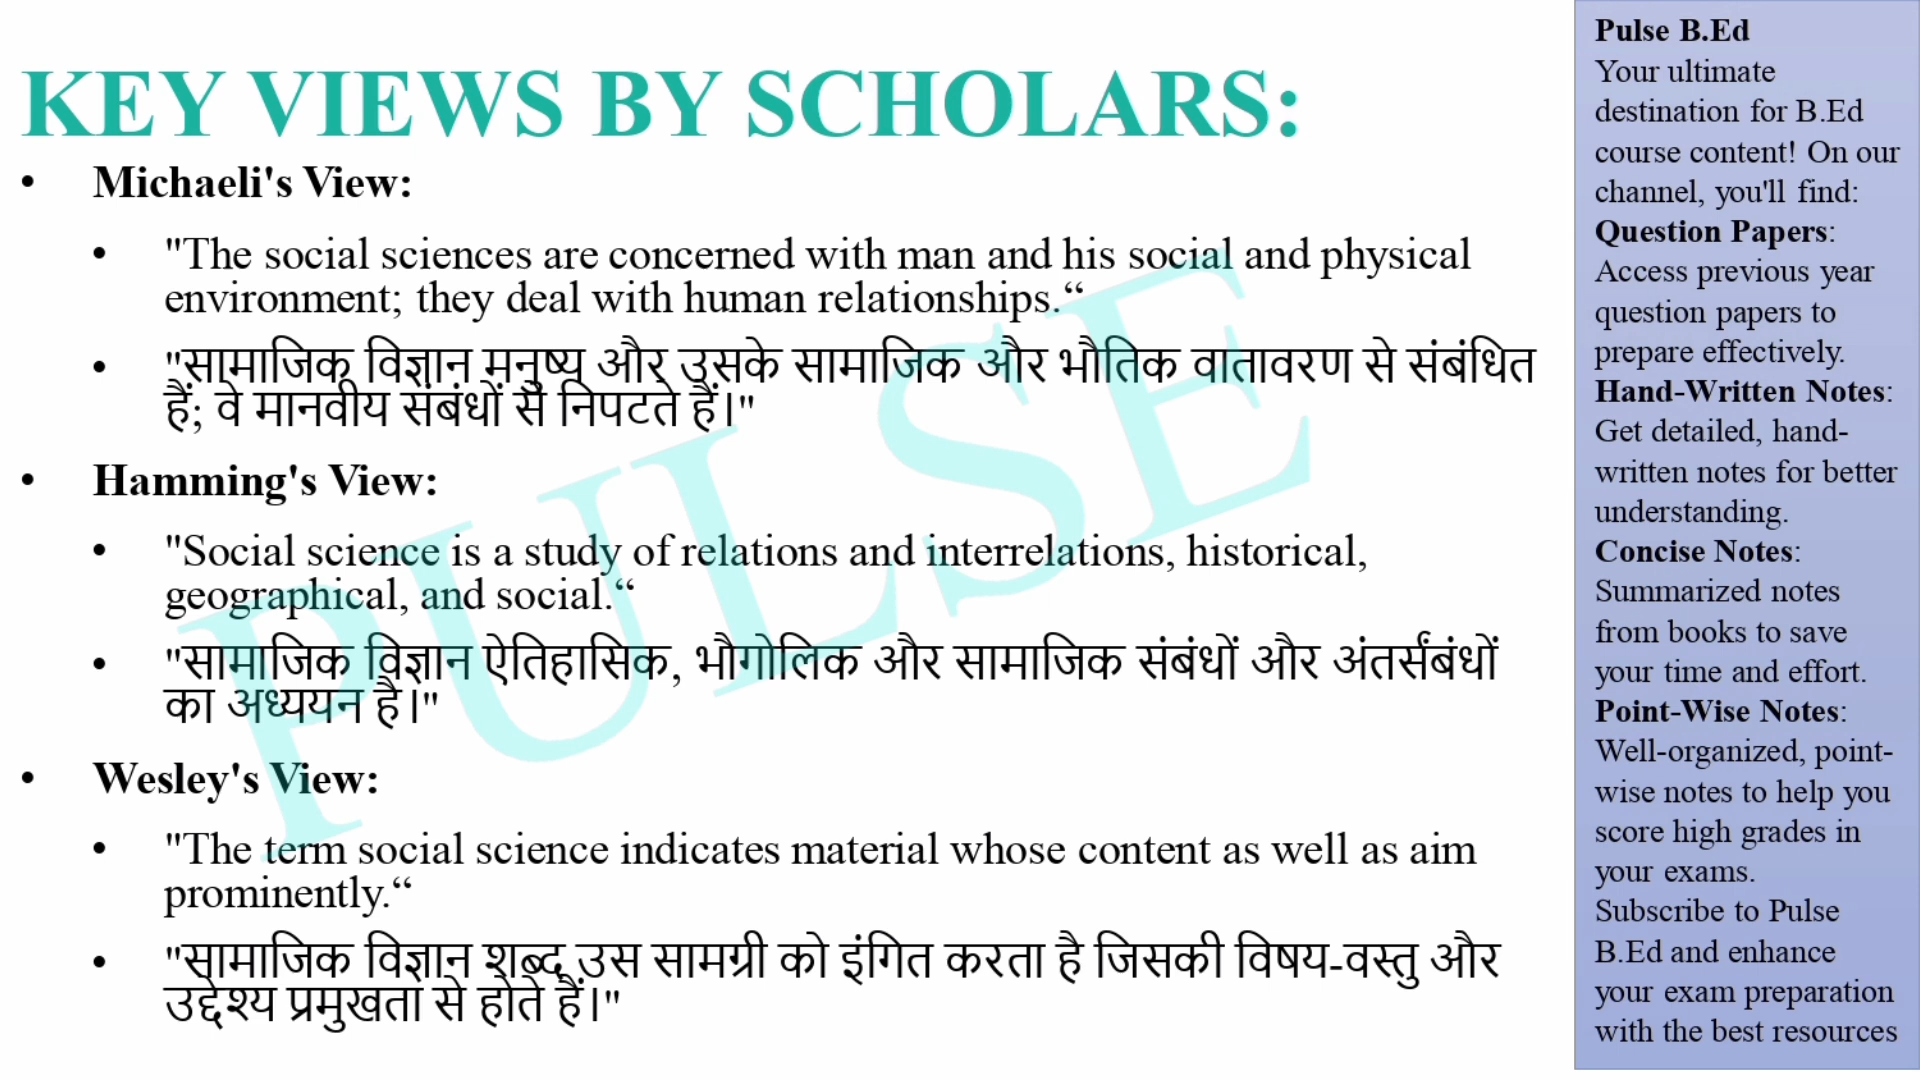 KEY VIEWS BY SCHOLARS:
• Michaeli's View:
• "The social sciences are concerned with man and his social and physical
environment; they deal with human relationships.“
• "सामाजिक विज्ञान मनुष्य और उसके सामाजिक और भौतिक वातावरण से संबंधित
हैं; वे मानवीय संबंधों से निपटते हैं।"
• Hamming's View:
• "Social science is a study of relations and interrelations, historical,
geographical, and social.“
• "सामाजिक विज्ञान ऐतिहासिक, भौगोलिक और सामाजिक संबंधों और अंतर्संबंधों
का अध्ययन है।"
• Wesley's View:
• "The term social science indicates material whose content as well as aim
prominently.“
• "सामाजिक विज्ञान शब्द उस सामग्री को इंगित करता है जिसकी विषय-वस्तु और
उद्देश्य प्रमुखता से होते हैं।"
PULSE
Pulse B.Ed
Your ultimate
destination for B.Ed
course content! On our
channel, you'll find:
Question Papers:
Access previous year
question papers to
prepare effectively.
Hand-Written Notes:
Get detailed, hand-
written notes for better
understanding.
Concise Notes:
Summarized notes
from books to save
your time and effort.
Point-Wise Notes:
Well-organized, point-
wise notes to help you
score high grades in
your exams.
Subscribe to Pulse
B.Ed and enhance
your exam preparation
with the best resources